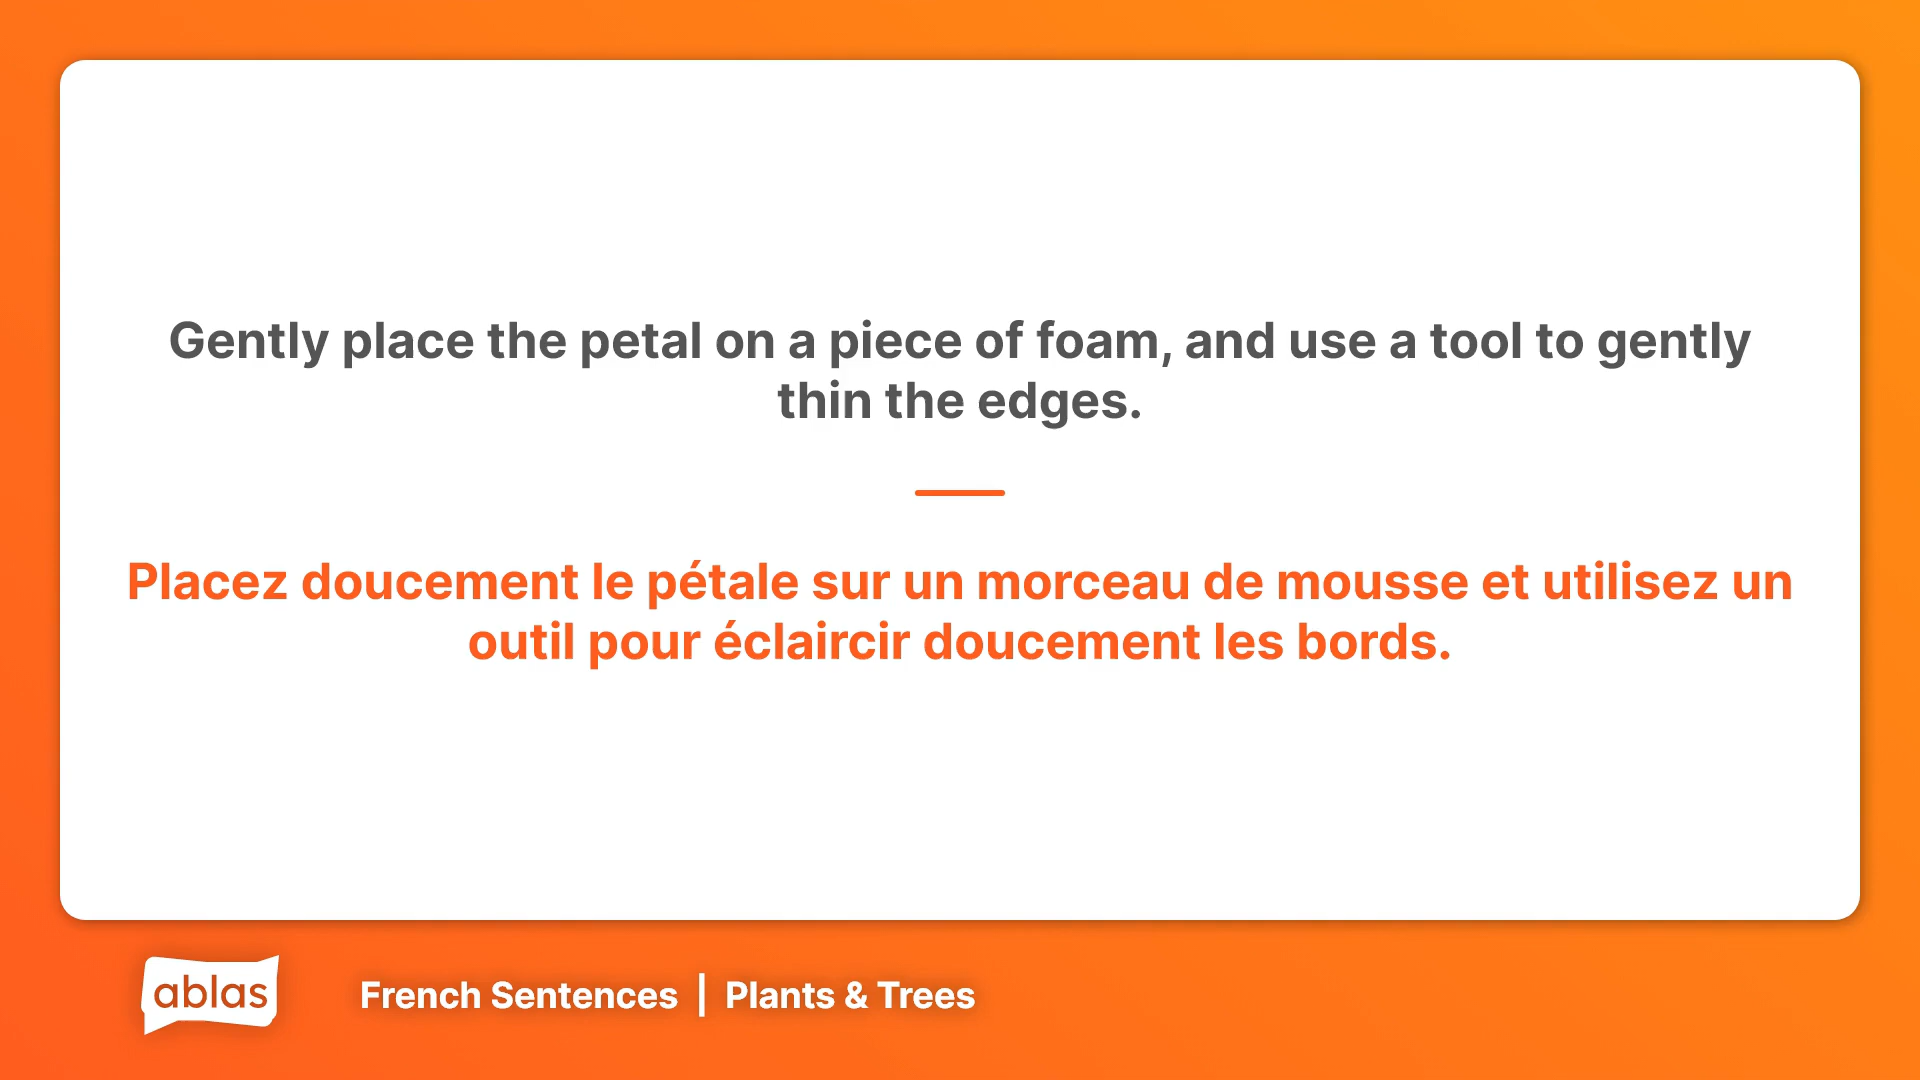 Gently place the petal on a piece of foam, and use a tool to gently
thin the edges.
Placez doucement le pétale sur un morceau de mousse et utilisez un
outil pour éclaircir doucement les bords.
ablas
French Sentences | Plants & Trees